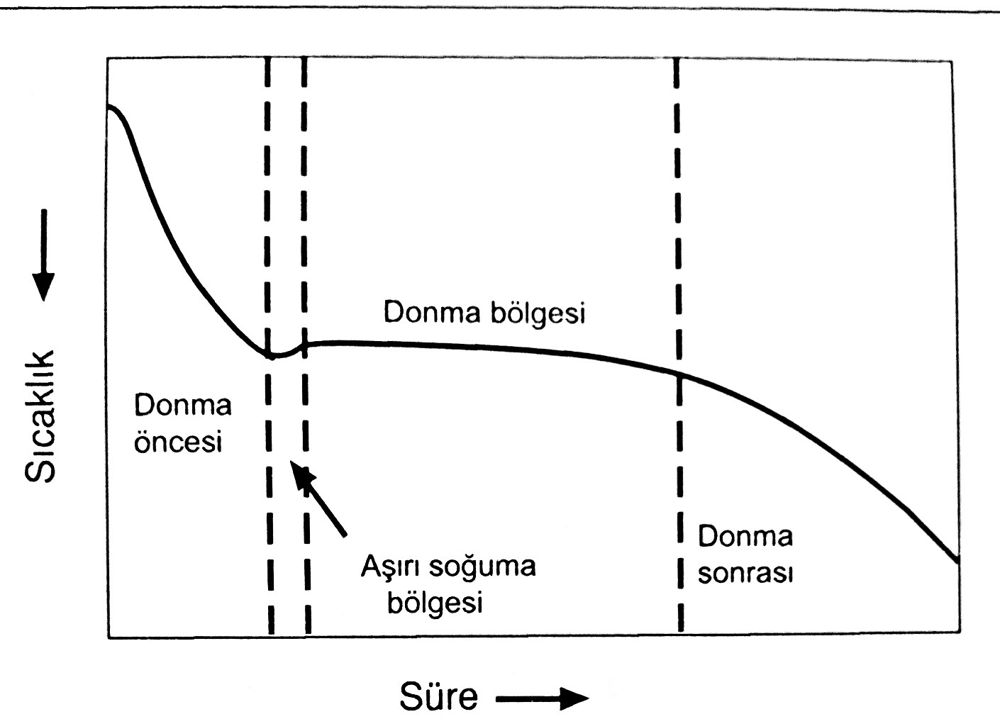 Donma bölgesi
Sıcaklık
Donma
öncesi
Donma
sonrası
Aşırı soğuma
bölgesi
Süre